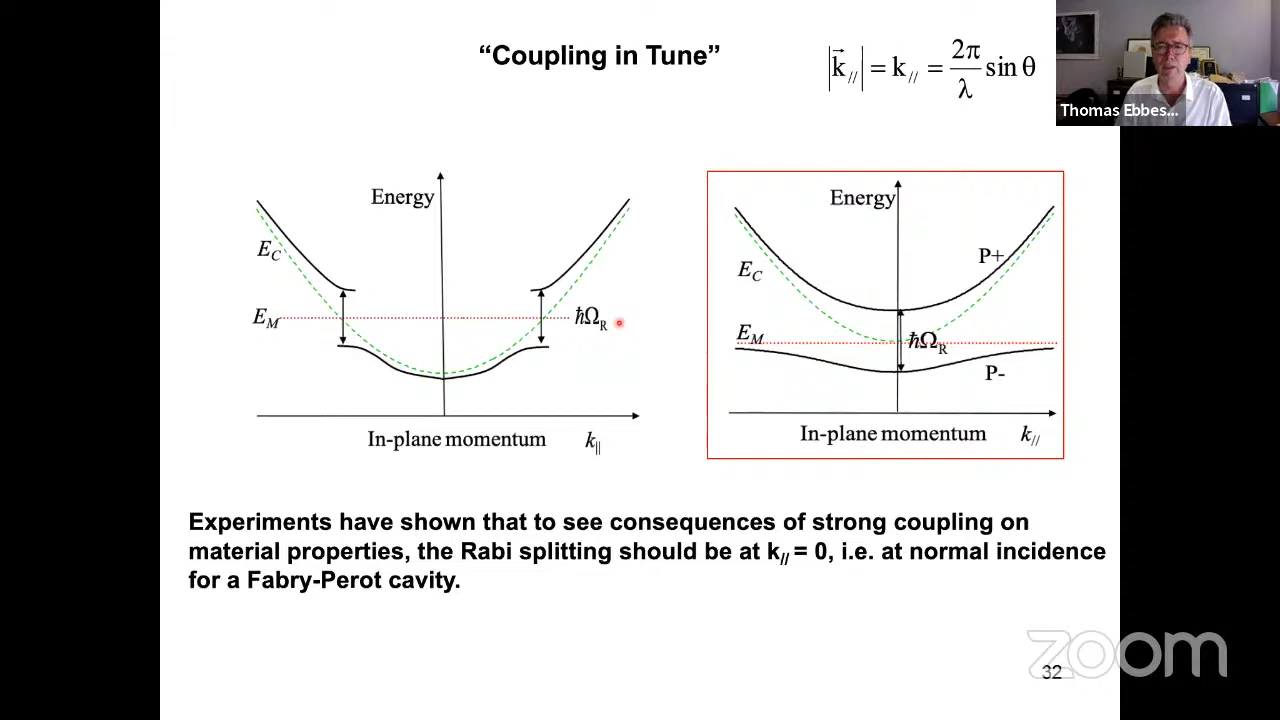 “Coupling in Tune”
|k⃗//| = k// = 2π/λ sin θ
Thomas Ebbes...
Energy
E_C
E_M
ħΩ_R
In-plane momentum k_||
Energy
E_C
P+
E_M
ħΩ_R
P-
In-plane momentum k_//
Experiments have shown that to see consequences of strong coupling on
material properties, the Rabi splitting should be at k// = 0, i.e. at normal incidence
for a Fabry-Perot cavity.
zoom
32